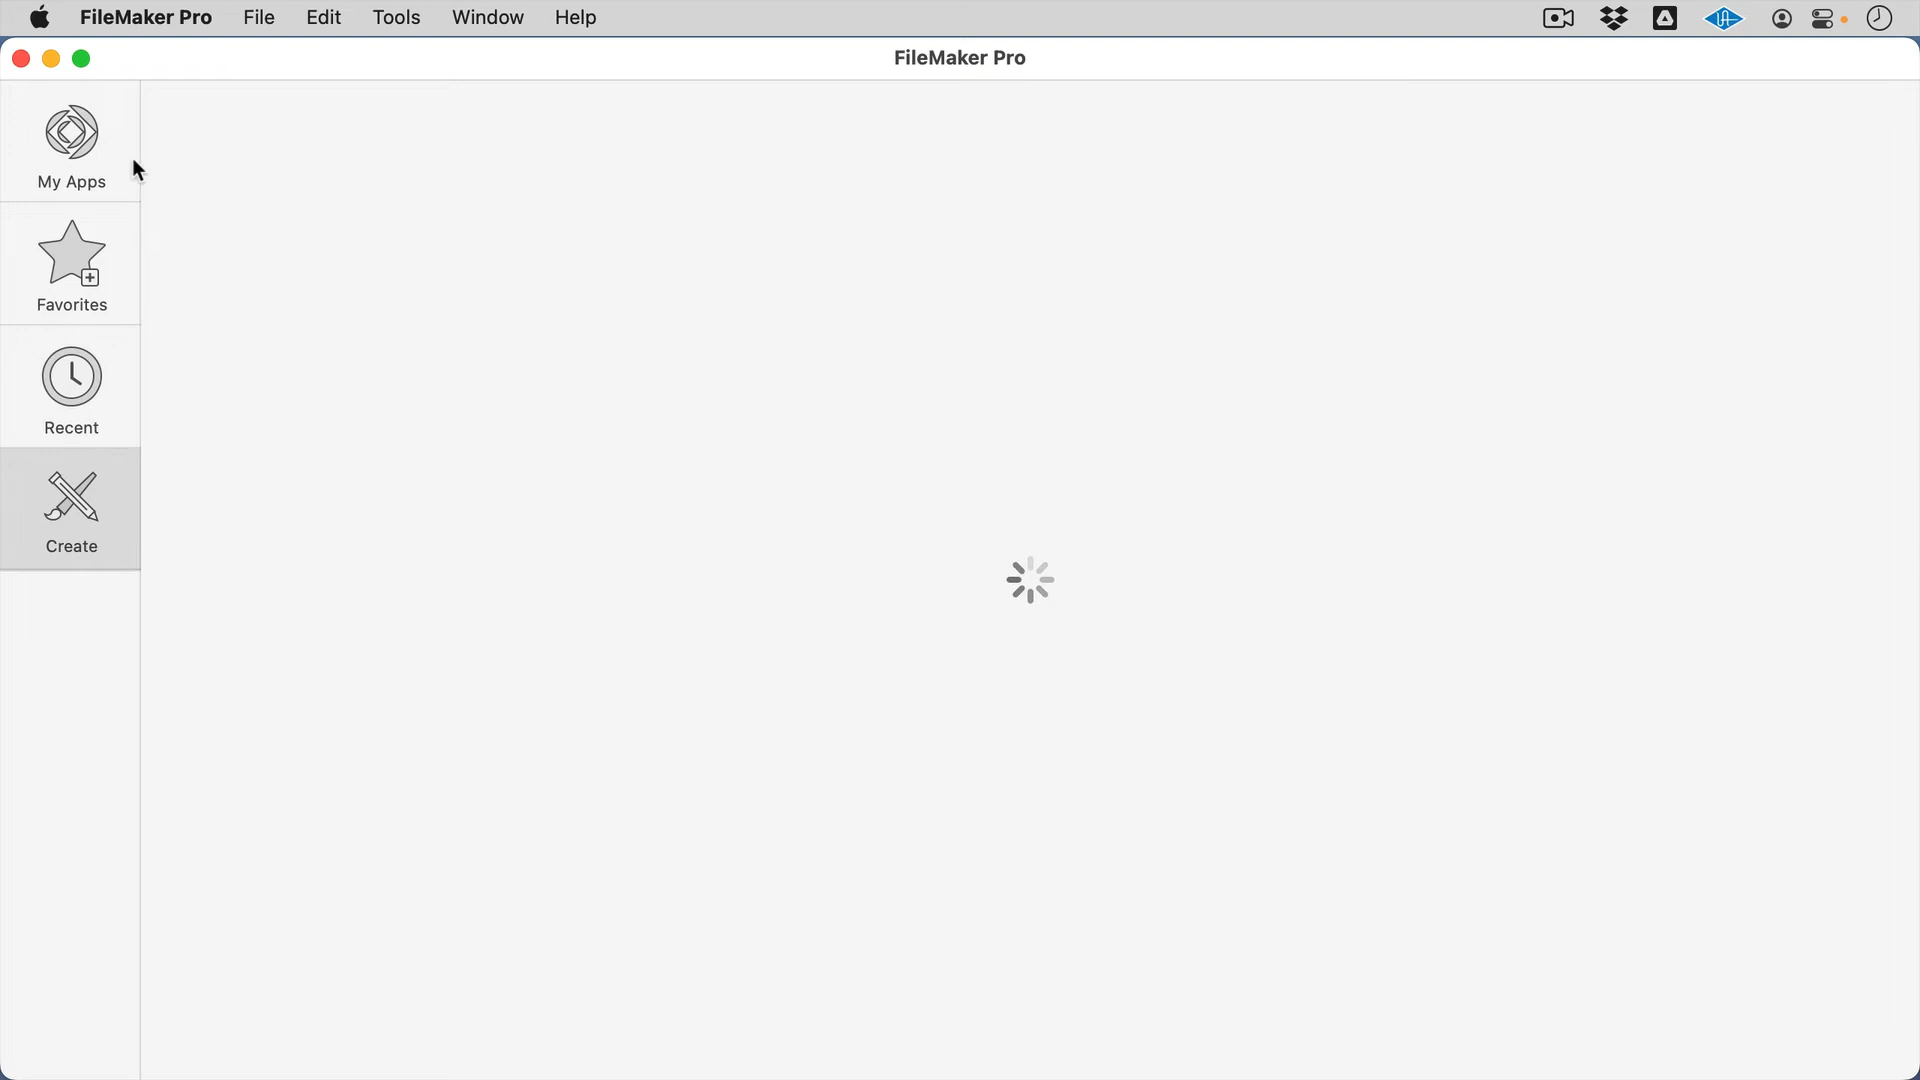 FileMaker Pro File Edit Tools Window Help
FileMaker Pro
My Apps
Favorites
Recent
Create